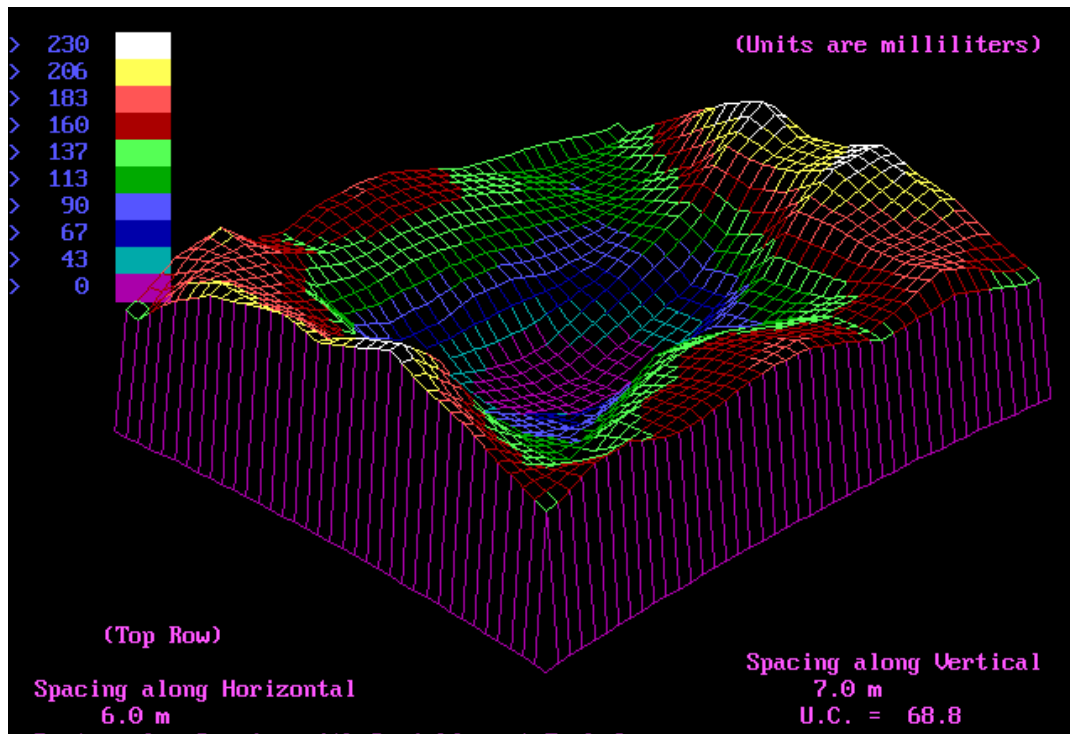 > 230
> 206
> 183
> 160
> 137
> 113
> 90
> 67
> 43
> 0
(Units are milliliters)
(Top Row)
Spacing along Horizontal
6.0 m
Spacing along Vertical
7.0 m
U.C. = 68.8